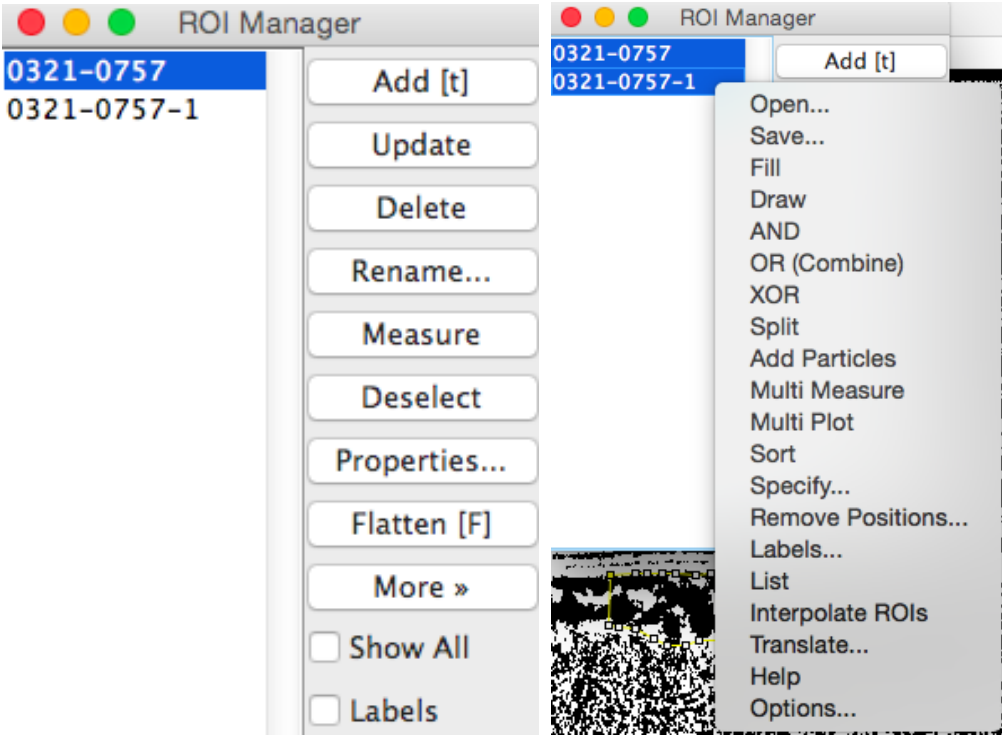 ROI Manager
0321-0757
0321-0757-1
Add [t]
Update
Delete
Rename...
Measure
Deselect
Properties...
Flatten [F]
More »
Show All
Labels
ROI Manager
0321-0757
0321-0757-1
Add [t]
Open...
Save...
Fill
Draw
AND
OR (Combine)
XOR
Split
Add Particles
Multi Measure
Multi Plot
Sort
Specify...
Remove Positions...
Labels...
List
Interpolate ROIs
Translate...
Help
Options...